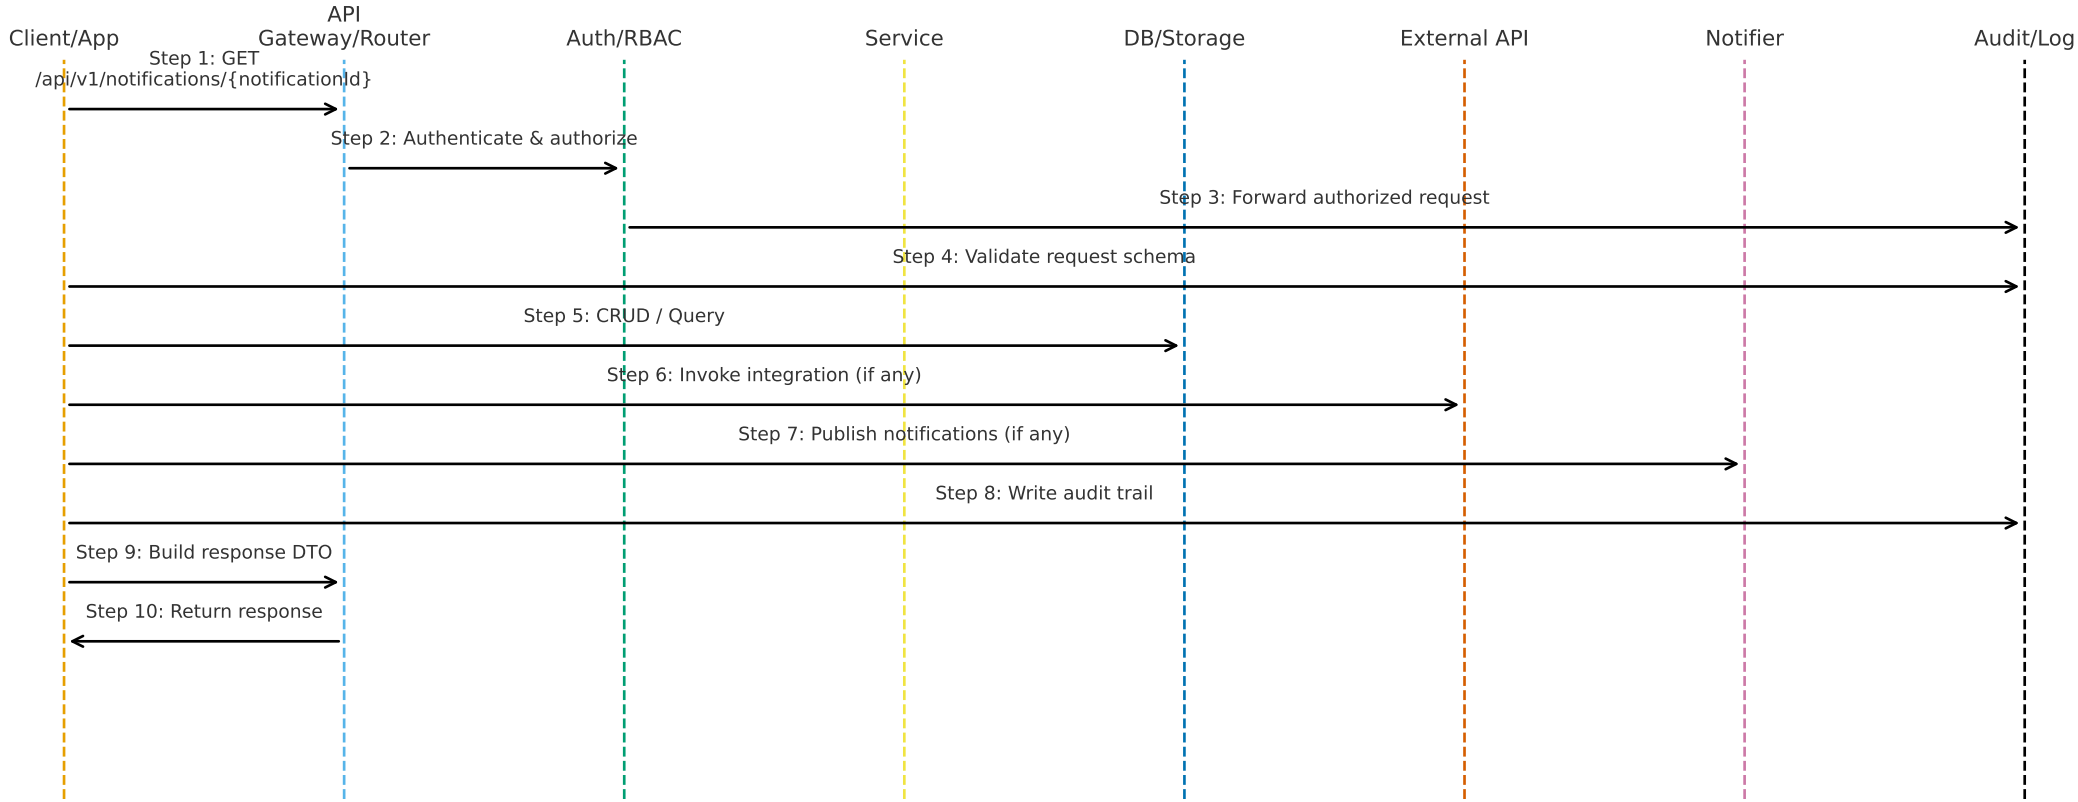 API
Client/App
Gateway/Router
Auth/RBAC
Service
DB/Storage
External API
Notifier
Audit/Log
Step 1: GET
/api/v1/notifications/{notificationId}
Step 2: Authenticate & authorize
Step 3: Forward authorized request
Step 4: Validate request schema
Step 5: CRUD / Query
Step 6: Invoke integration (if any)
Step 7: Publish notifications (if any)
Step 8: Write audit trail
Step 9: Build response DTO
Step 10: Return response